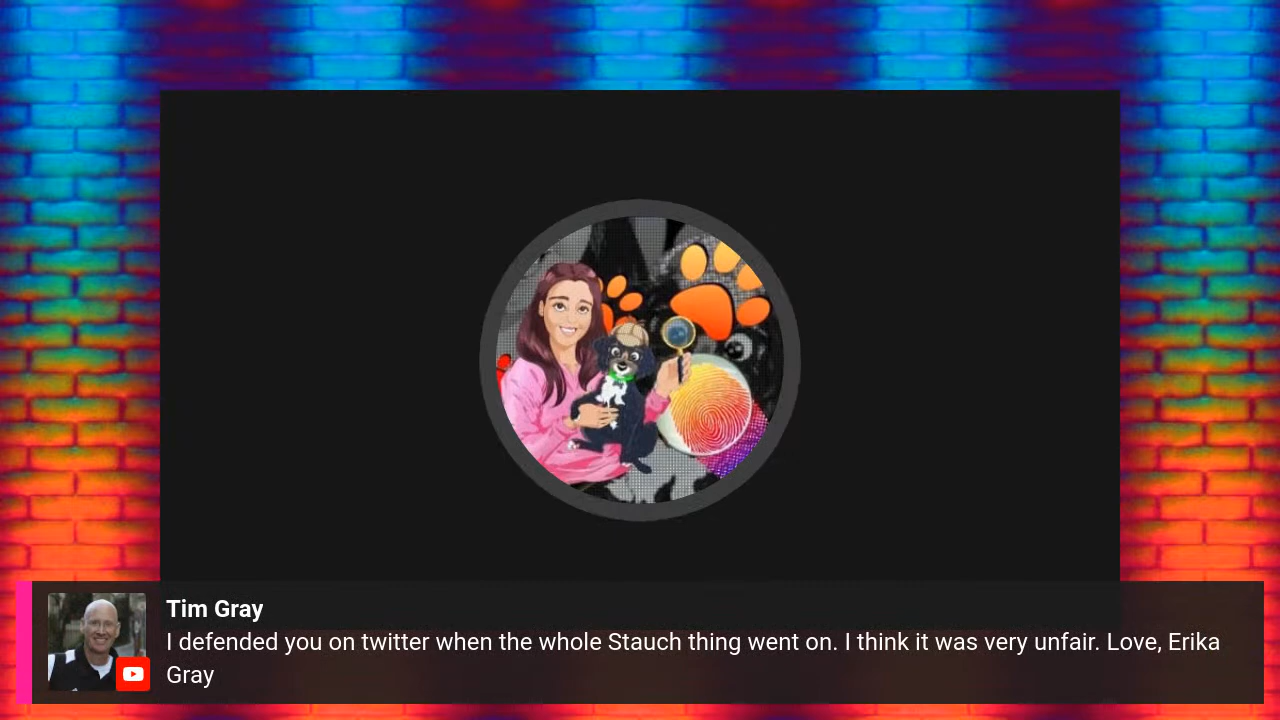 Tim Gray
I defended you on twitter when the whole Stauch thing went on. I think it was very unfair. Love, Erika
Gray